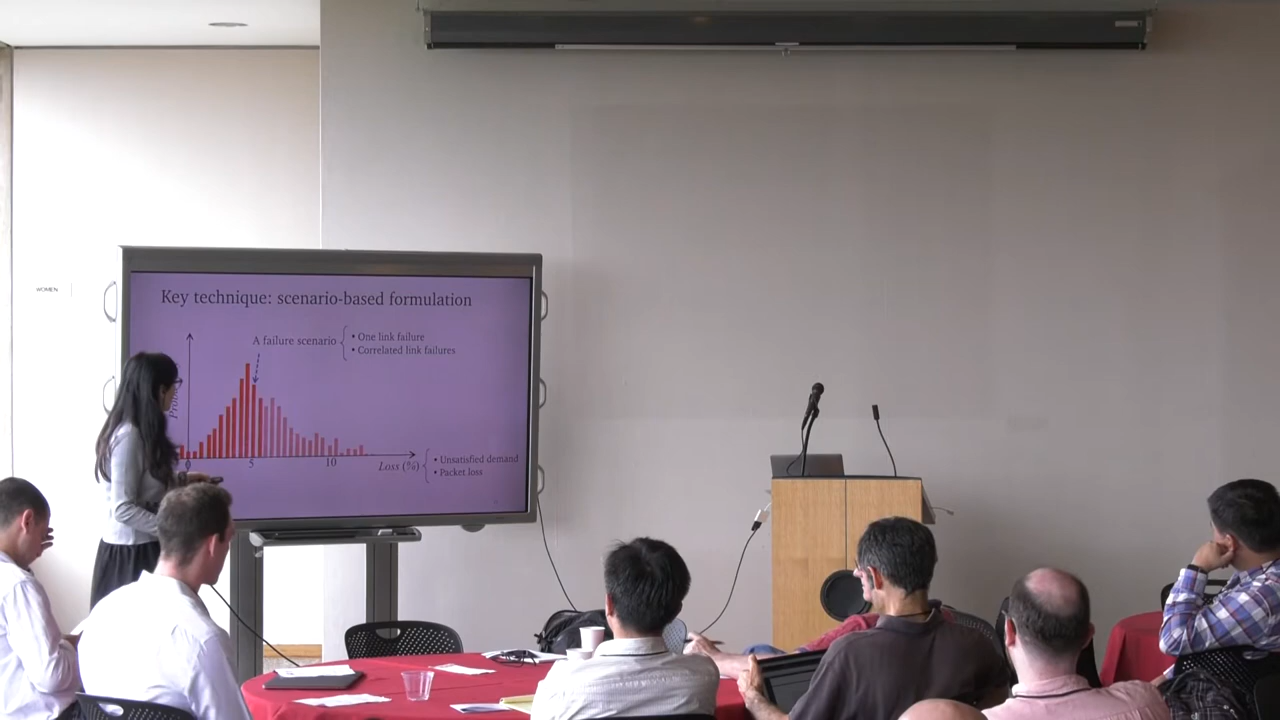 WOMEN
Key technique: scenario-based formulation
A failure scenario
• One link failure
• Correlated link failures
0
5
10
Loss (%)
• Unsatisfied demand
• Packet loss